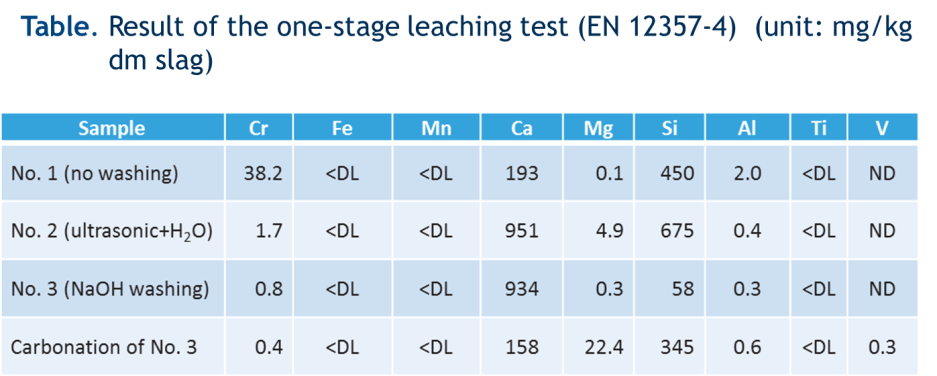 Table. Result of the one-stage leaching test (EN 12357-4) (unit: mg/kg
dm slag)
Sample Cr Fe Mn Ca Mg Si Al Ti V
No. 1 (no washing) 38.2 <DL <DL 193 0.1 450 2.0 <DL ND
No. 2 (ultrasonic+H₂O) 1.7 <DL <DL 951 4.9 675 0.4 <DL ND
No. 3 (NaOH washing) 0.8 <DL <DL 934 0.3 58 0.3 <DL ND
Carbonation of No. 3 0.4 <DL <DL 158 22.4 345 0.6 <DL 0.3